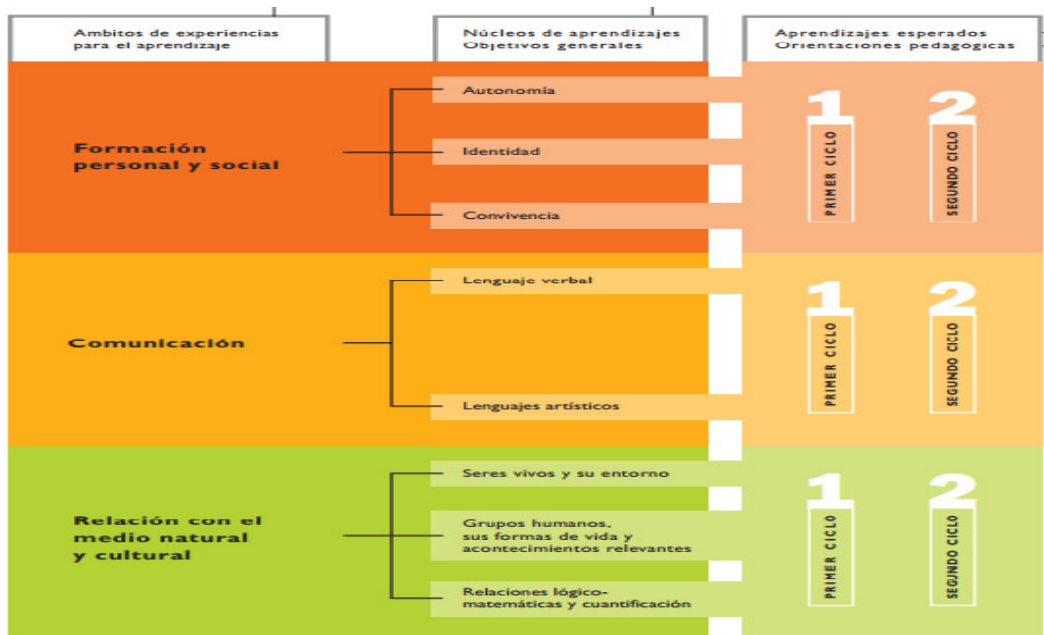 Ambitos de experiencias
para el aprendizaje
Núcleos de aprendizajes
Objetivos generales
Aprendizajes esperados
Orientaciones pedagógicas
Formación
personal y social
Autonomía
Identidad
Convivencia
1
PRIMER CICLO
2
SEGUNDO CICLO
Comunicación
Lenguaje verbal
Lenguajes artísticos
1
PRIMER CICLO
2
SEGUNDO CICLO
Relación con el
medio natural
y cultural
Seres vivos y su entorno
Grupos humanos,
sus formas de vida y
acontecimientos relevantes
Relaciones lógico-
matemáticas y cuantificación
1
PRIMER CICLO
2
SEGUNDO CICLO